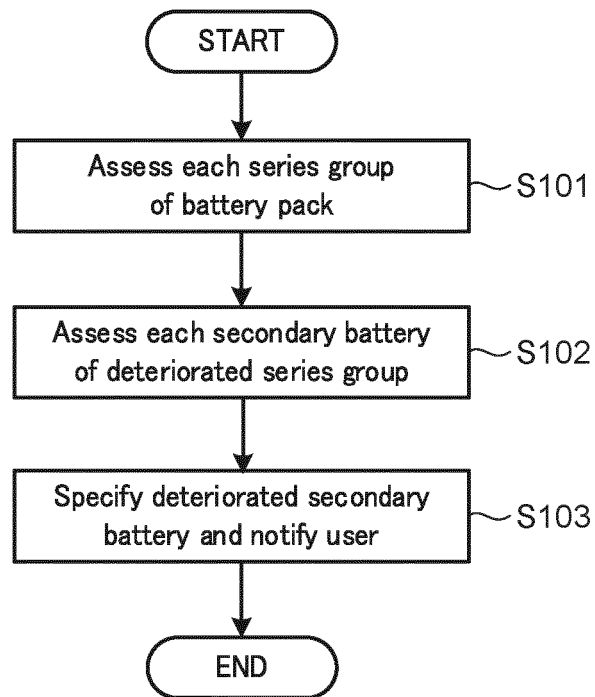 START
Assess each series group
of battery pack
S101
Assess each secondary battery
of deteriorated series group
S102
Specify deteriorated secondary
battery and notify user
S103
END